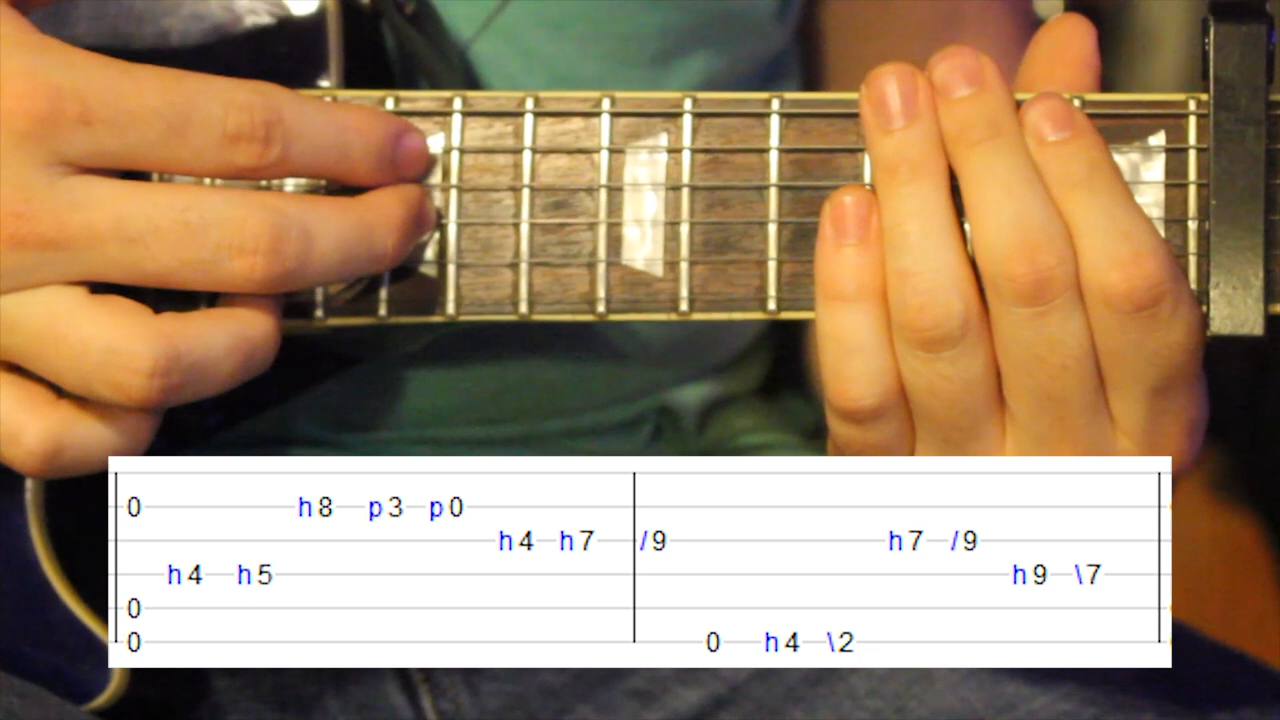 0 h8 p3 p0
h4 h7 /9 h7 /9
h4 h5 h9 \7
0
0 0 h4 \2